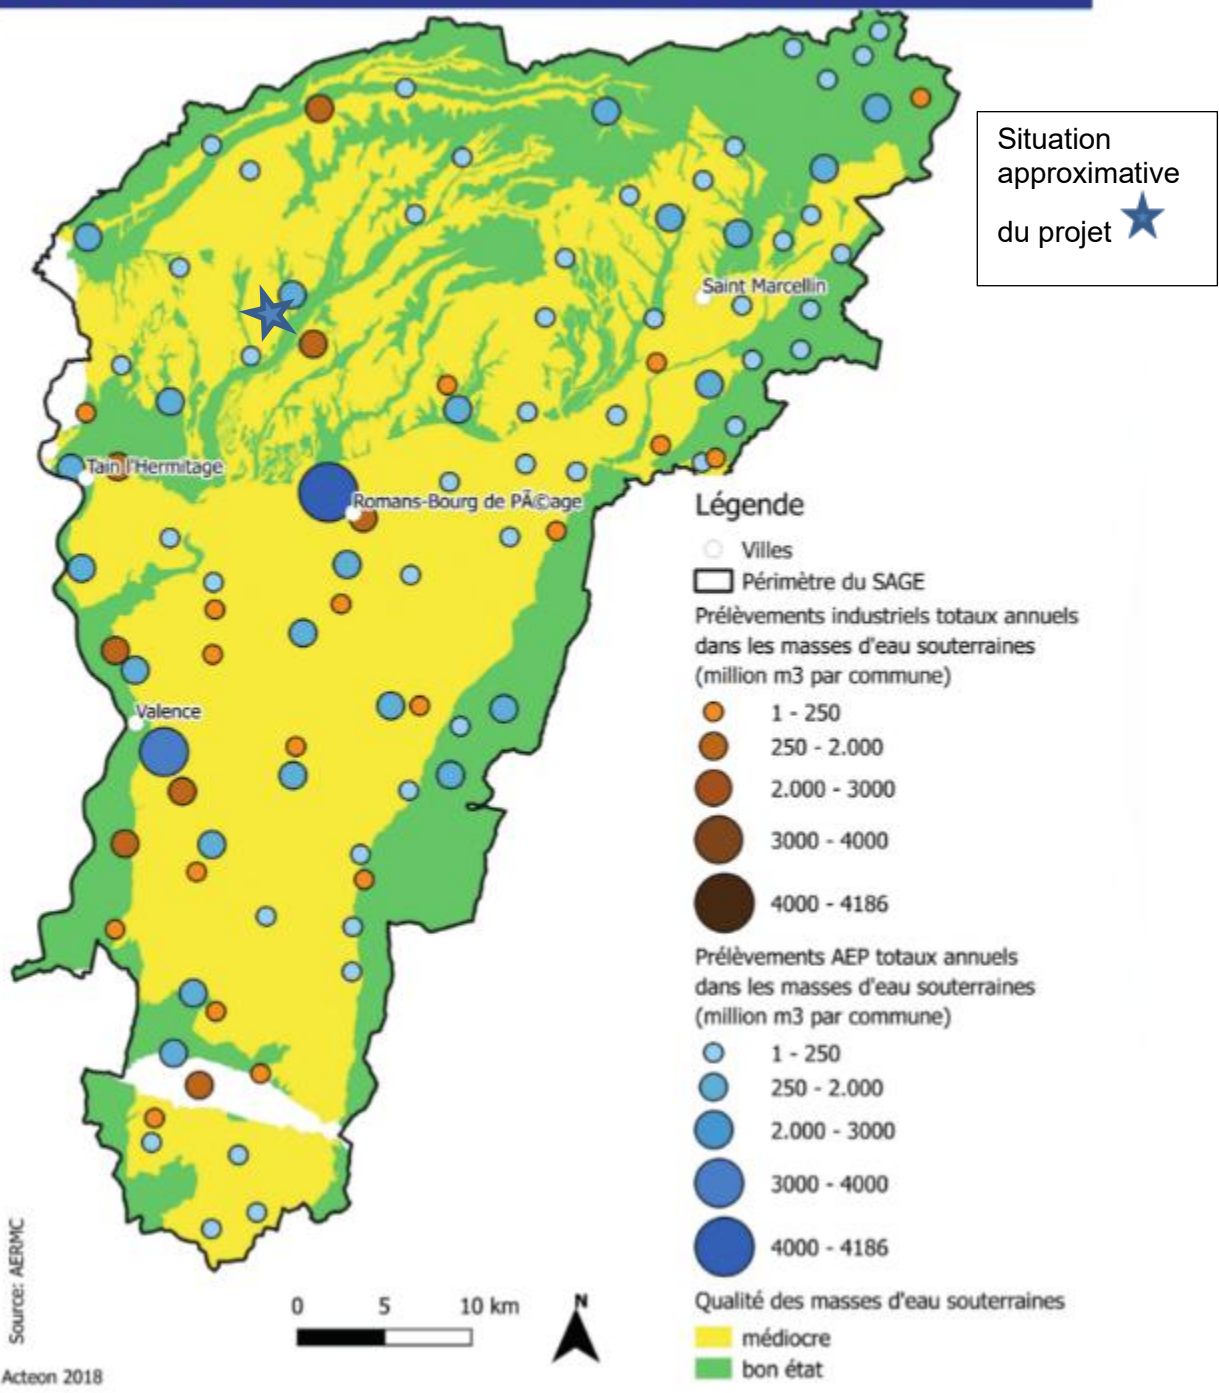 Situation
approximative
du projet
Saint Marcellin
Tain l'Hermitage
Romans-Bourg de PÃ©age
Valence
Légende
Villes
Périmètre du SAGE
Prélèvements industriels totaux annuels
dans les masses d'eau souterraines
(million m3 par commune)
1 - 250
250 - 2.000
2.000 - 3000
3000 - 4000
4000 - 4186
Prélèvements AEP totaux annuels
dans les masses d'eau souterraines
(million m3 par commune)
1 - 250
250 - 2.000
2.000 - 3000
3000 - 4000
4000 - 4186
Qualité des masses d'eau souterraines
médiocre
bon état
0 5 10 km
N
Source: AERMC
Acteon 2018